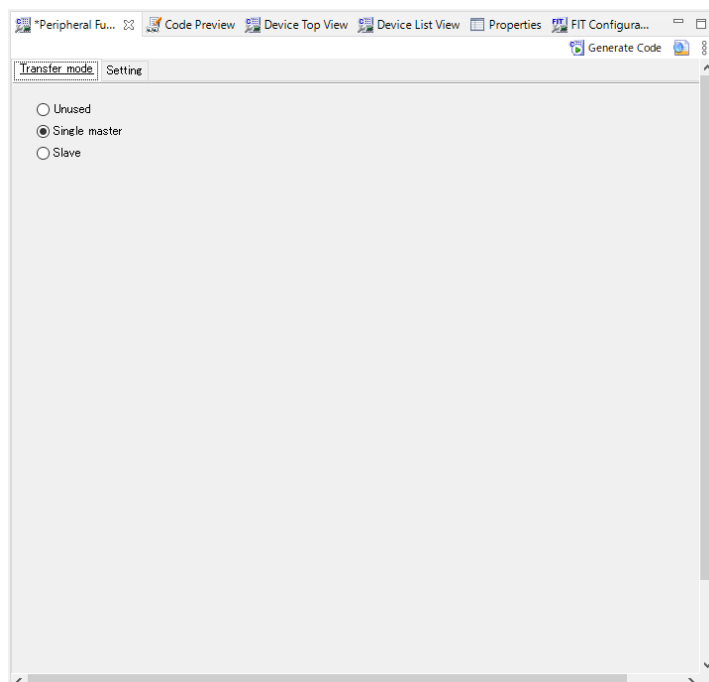 *Peripheral Fu... Code Preview Device Top View Device List View Properties FIT FIT Configura...
Generate Code
Transfer mode Setting
Unused
Single master
Slave